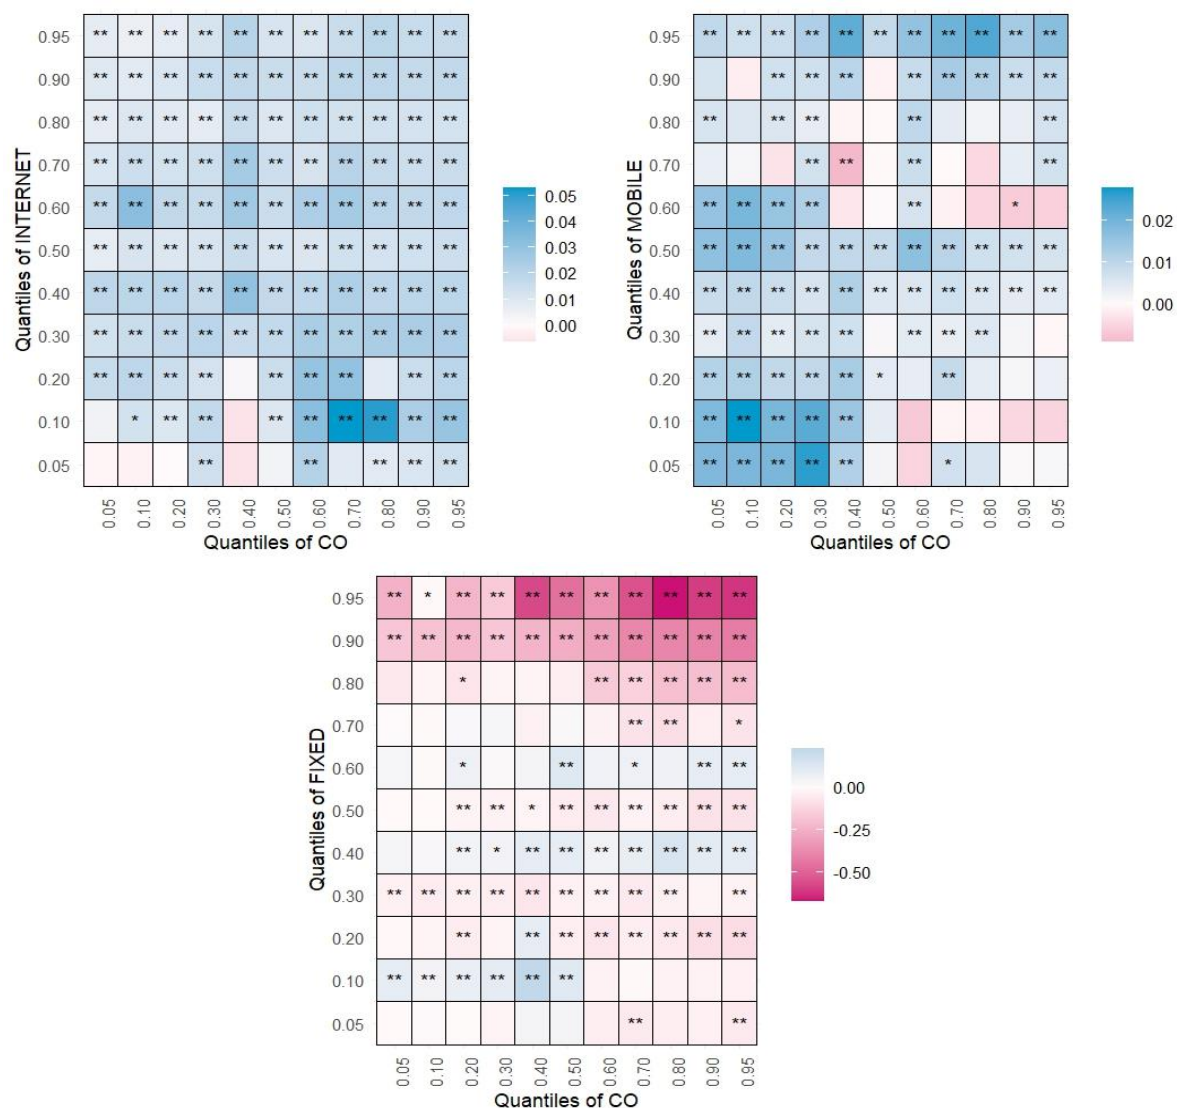 Quantiles of INTERNET
0.95 ** ** ** ** ** ** ** ** ** ** **
0.90 ** ** ** ** ** ** ** ** ** ** **
0.80 ** ** ** ** ** ** ** ** ** ** **
0.70 ** ** ** ** ** ** ** ** ** ** **
0.60 ** ** ** ** ** ** ** ** ** ** **
0.50 ** ** ** ** ** ** ** ** ** ** **
0.40 ** ** ** ** ** ** ** ** ** ** **
0.30 ** ** ** ** ** ** ** ** ** ** **
0.20 ** ** ** ** ** ** ** ** **
0.10 * ** ** ** ** ** ** ** **
0.05 ** ** ** ** **
0.05 0.10 0.20 0.30 0.40 0.50 0.60 0.70 0.80 0.90 0.95
Quantiles of CO
0.05
0.04
0.03
0.02
0.01
0.00
Quantiles of MOBILE
0.95 ** ** ** ** ** ** ** ** ** ** **
0.90 ** ** ** ** ** ** ** **
0.80 ** ** ** ** **
0.70 ** ** ** **
0.60 ** ** ** ** ** *
0.50 ** ** ** ** ** ** ** ** ** ** **
0.40 ** ** ** ** ** ** ** ** ** ** **
0.30 ** ** ** ** ** ** ** **
0.20 ** ** ** ** ** * **
0.10 ** ** ** ** **
0.05 ** ** ** ** ** *
0.05 0.10 0.20 0.30 0.40 0.50 0.60 0.70 0.80 0.90 0.95
Quantiles of CO
0.02
0.01
0.00
Quantiles of FIXED
0.95 ** * ** ** ** ** ** ** ** ** **
0.90 ** ** ** ** ** ** ** ** ** ** **
0.80 * ** ** ** ** **
0.70 ** ** *
0.60 * ** * ** **
0.50 ** ** * ** ** ** ** ** **
0.40 ** * ** ** ** ** ** ** **
0.30 ** ** ** ** ** ** ** ** ** **
0.20 ** ** ** ** ** ** ** **
0.10 ** ** ** ** ** **
0.05 ** **
0.05 0.10 0.20 0.30 0.40 0.50 0.60 0.70 0.80 0.90 0.95
Quantiles of CO
0.00
-0.25
-0.50